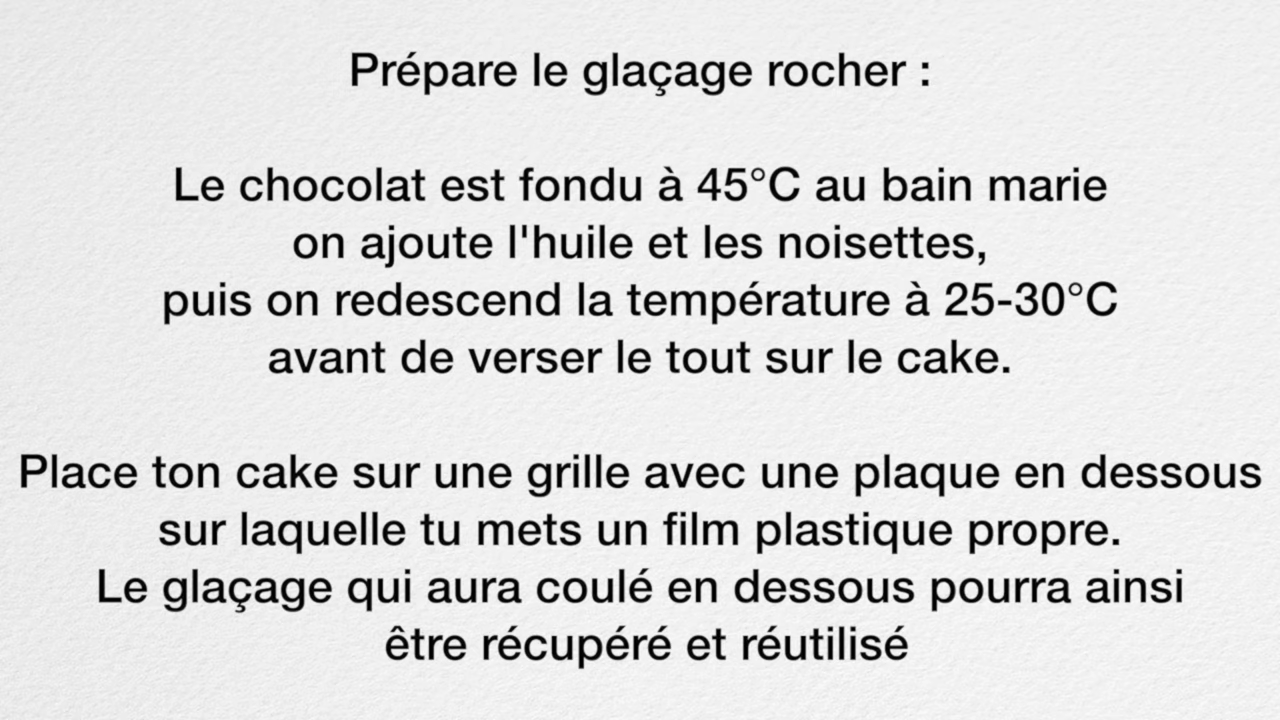 Prépare le glaçage rocher :
Le chocolat est fondu à 45°C au bain marie
on ajoute l'huile et les noisettes,
puis on redescend la température à 25-30°C
avant de verser le tout sur le cake.
Place ton cake sur une grille avec une plaque en dessous
sur laquelle tu mets un film plastique propre.
Le glaçage qui aura coulé en dessous pourra ainsi
être récupéré et réutilisé